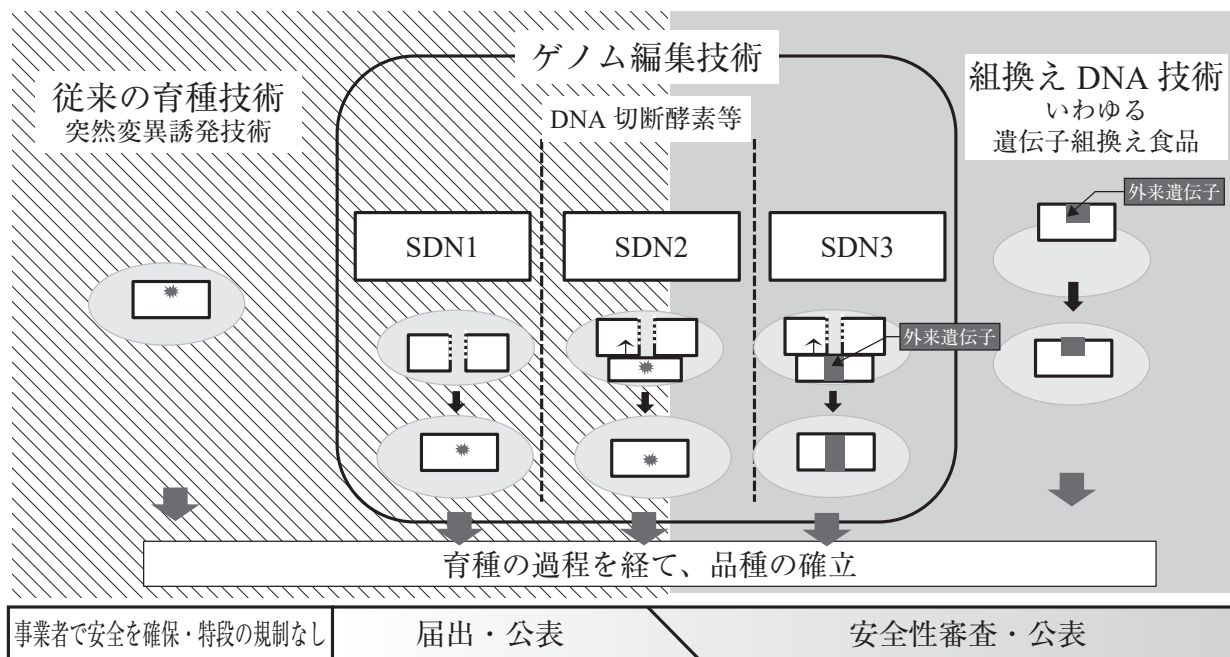 ゲノム編集技術
従来の育種技術
突然変異誘発技術
DNA 切断酵素等
組換え DNA 技術
いわゆる
遺伝子組換え食品
外来遺伝子
SDN1
SDN2
SDN3
外来遺伝子
育種の過程を経て、品種の確立
事業者で安全を確保・特段の規制なし
届出・公表
安全性審査・公表